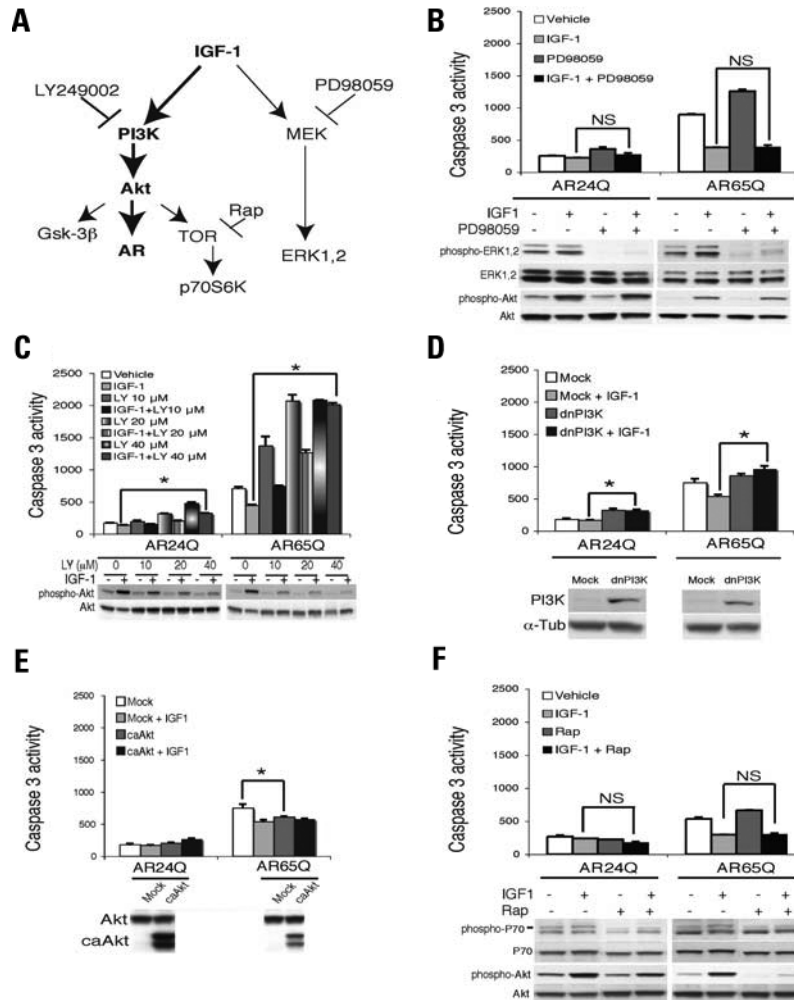 A
IGF-1
LY249002
PD98059
PI3K
MEK
Akt
Rap
Gsk-3β
TOR
AR
ERK1,2
p70S6K
B
Vehicle
IGF-1
PD98059
IGF-1 + PD98059
Caspase 3 activity
2500
2000
1500
1000
500
0
NS
NS
AR24Q
AR65Q
IGF1 - + - + - + - +
PD98059 - - + + - - + +
phospho-ERK1,2
ERK1,2
phospho-Akt
Akt
C
Vehicle
IGF-1
LY 10 µM
IGF-1+LY10 µM
LY 20 µM
IGF-1+LY 20 µM
LY 40 µM
IGF-1+LY 40 µM
Caspase 3 activity
2500
2000
1500
1000
500
0
*
*
AR24Q
AR65Q
LY (µM) 0 10 20 40 0 10 20 40
IGF-1 - + - + - + - + - + - + - + - +
phospho-Akt
Akt
D
Mock
Mock + IGF-1
dnPI3K
dnPI3K + IGF-1
Caspase 3 activity
2500
2000
1500
1000
500
0
*
*
AR24Q
AR65Q
Mock dnPI3K Mock dnPI3K
PI3K
α-Tub
E
Mock
Mock + IGF1
caAkt
caAkt + IGF1
Caspase 3 activity
2500
2000
1500
1000
500
0
*
AR24Q
AR65Q
Mock caAkt Mock caAkt
Akt
caAkt
F
Vehicle
IGF-1
Rap
IGF-1 + Rap
Caspase 3 activity
2500
2000
1500
1000
500
0
NS
NS
AR24Q
AR65Q
IGF1 - + - + - + - +
Rap - - + + - - + +
phospho-P70
P70
phospho-Akt
Akt